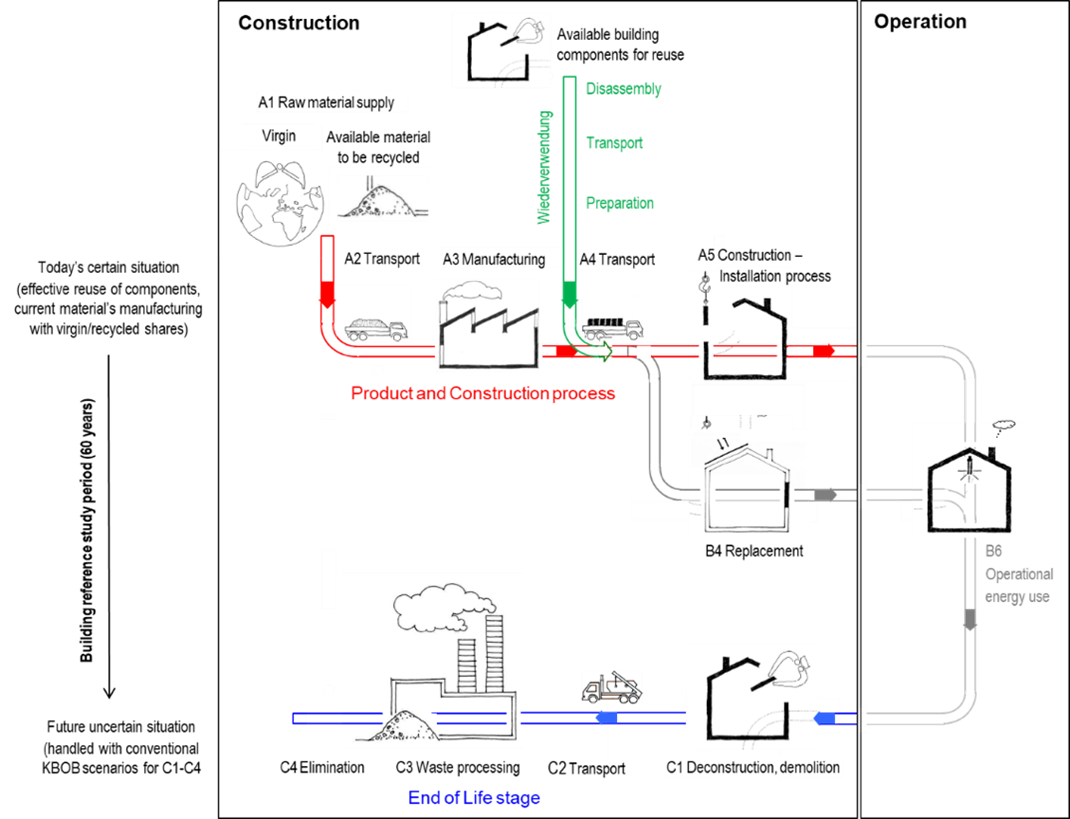 Construction
Operation
Available building
components for reuse
Disassembly
A1 Raw material supply
Virgin
Available material
to be recycled
Wiederverwendung
Transport
Preparation
Today's certain situation
(effective reuse of components,
current material's manufacturing
with virgin/recycled shares)
A2 Transport
A3 Manufacturing
A4 Transport
A5 Construction –
Installation process
Product and Construction process
Building reference study period (60 years)
B4 Replacement
B6
Operational
energy use
Future uncertain situation
(handled with conventional
KBOB scenarios for C1-C4
C4 Elimination
C3 Waste processing
C2 Transport
C1 Deconstruction, demolition
End of Life stage